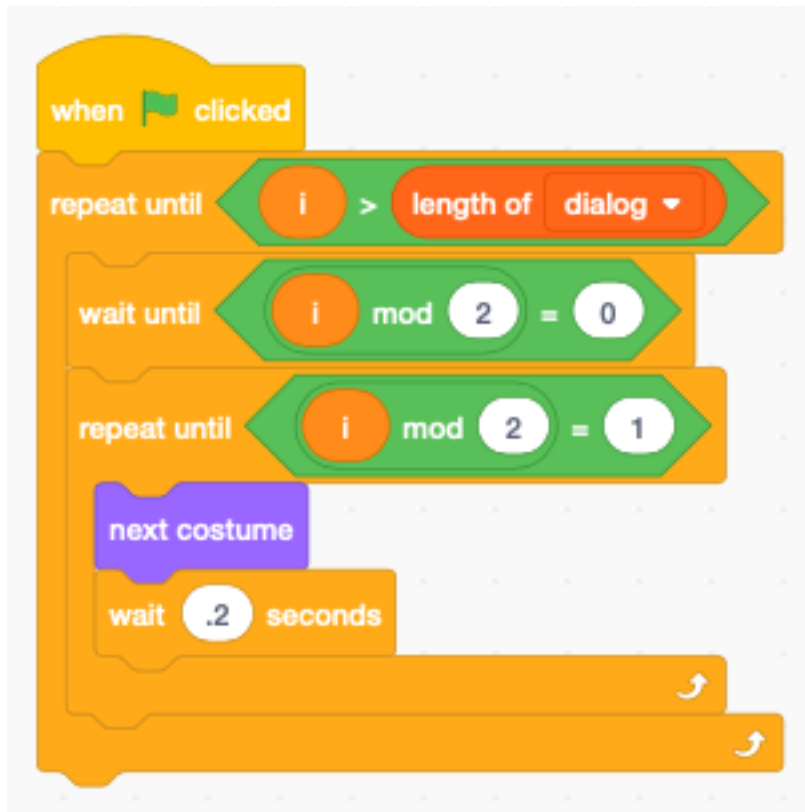 when clicked
repeat until i > length of dialog
wait until i mod 2 = 0
repeat until i mod 2 = 1
next costume
wait .2 seconds